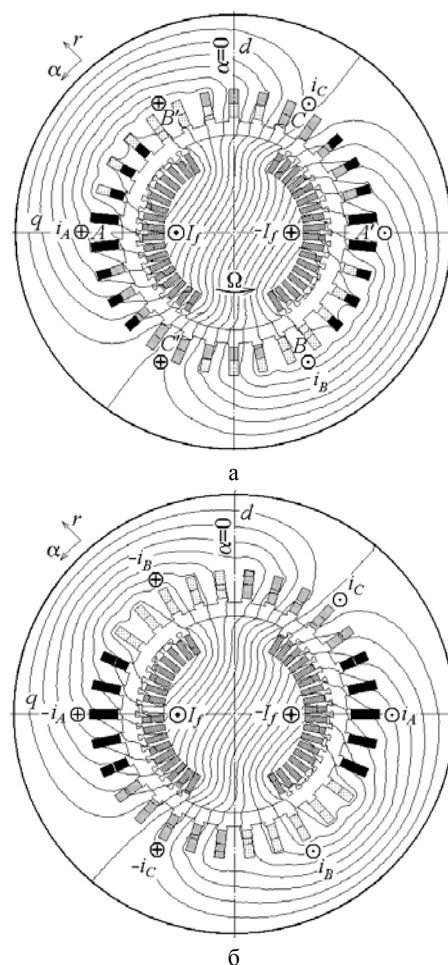 r
α
α=0
d
i_C
B′
C
q
i_A
A
I_f
-I_f
A′
Ω
C′
B
i_B
а
r
α
α=0
d
-i_B
i_C
q
-i_A
I_f
-I_f
i_A
-i_C
i_B
б